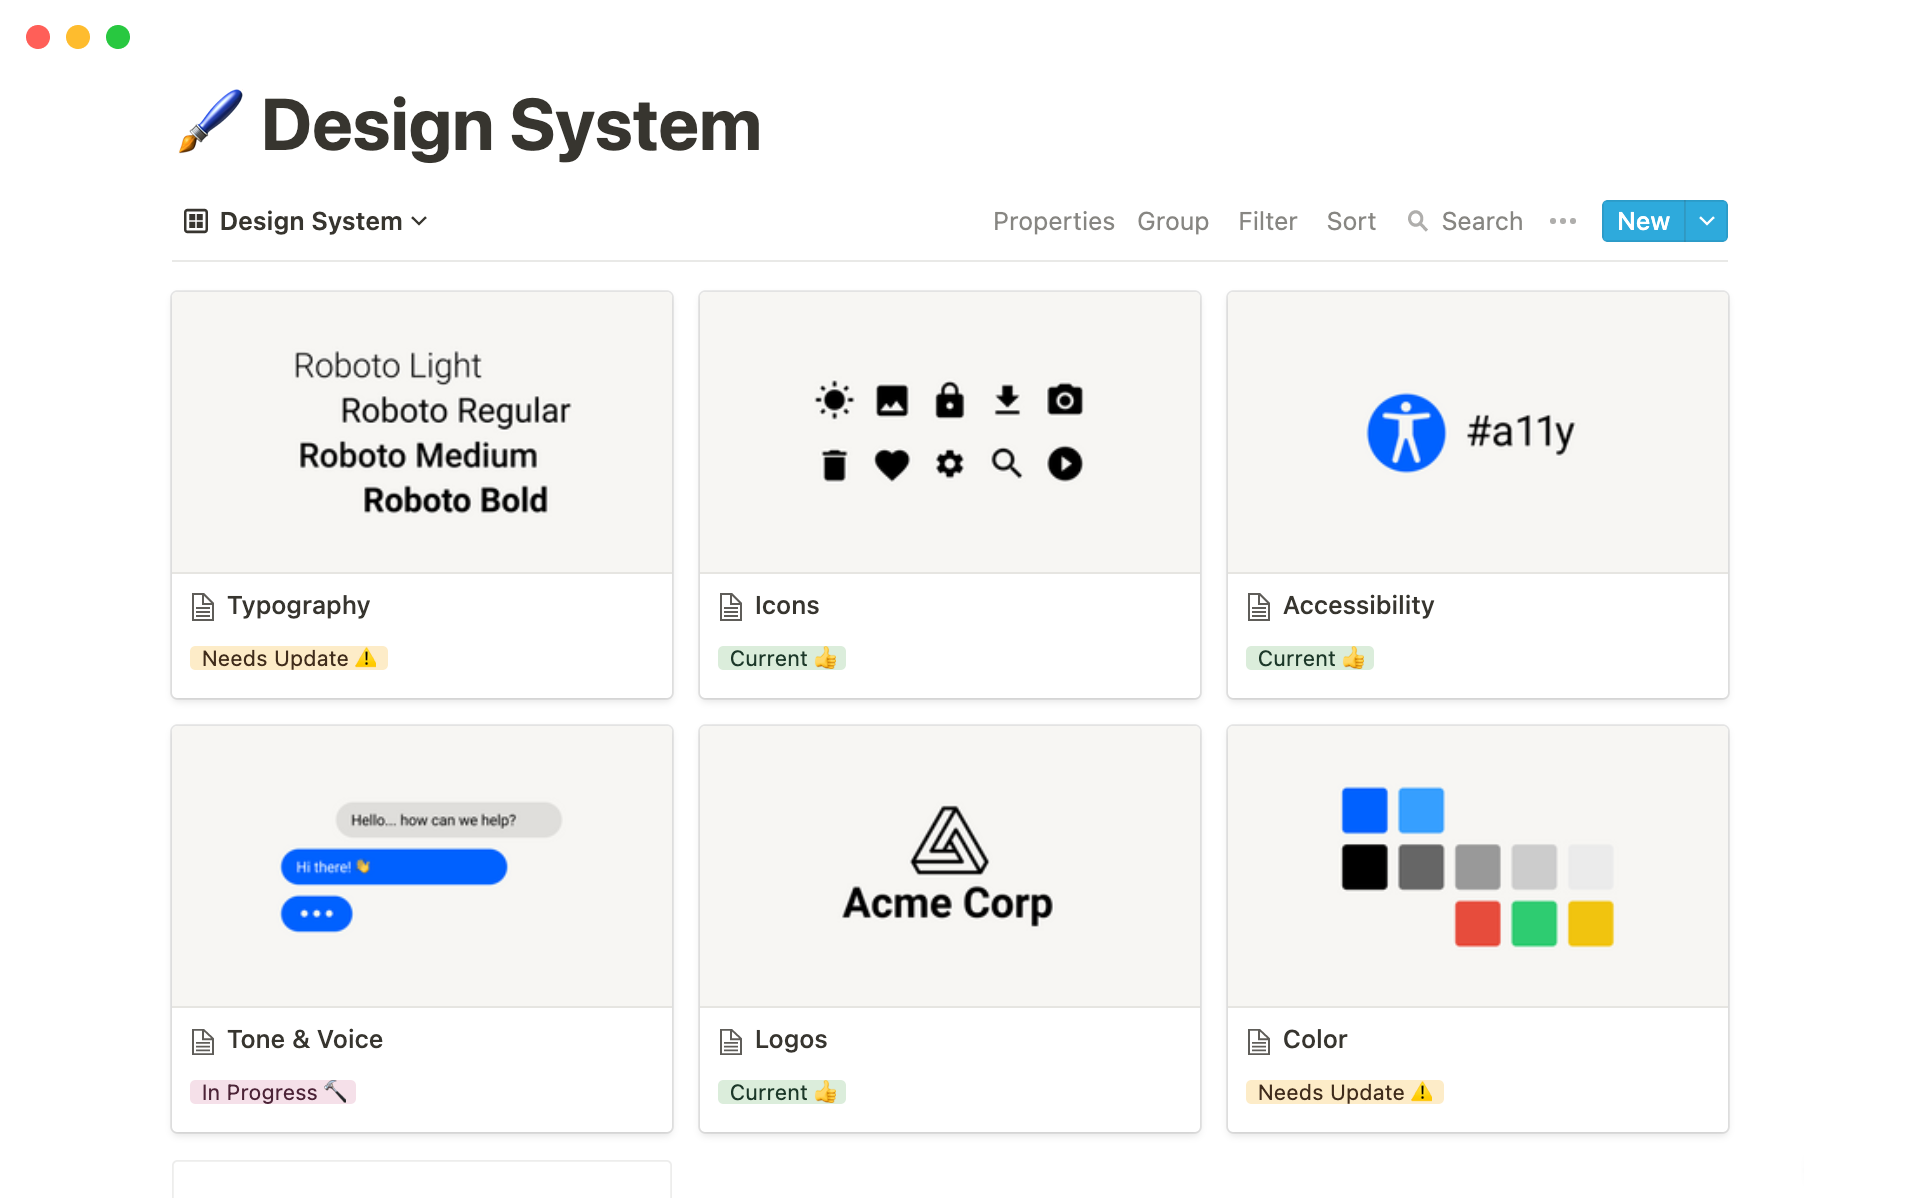 Design System
Design System
Properties Group Filter Sort Search New
Roboto Light
Roboto Regular
Roboto Medium
Roboto Bold
Typography
Needs Update ⚠️
Icons
Current 👍
#a11y
Accessibility
Current 👍
Hello... how can we help?
Hi there! 👋
Tone & Voice
In Progress 🔨
Acme Corp
Logos
Current 👍
Color
Needs Update ⚠️